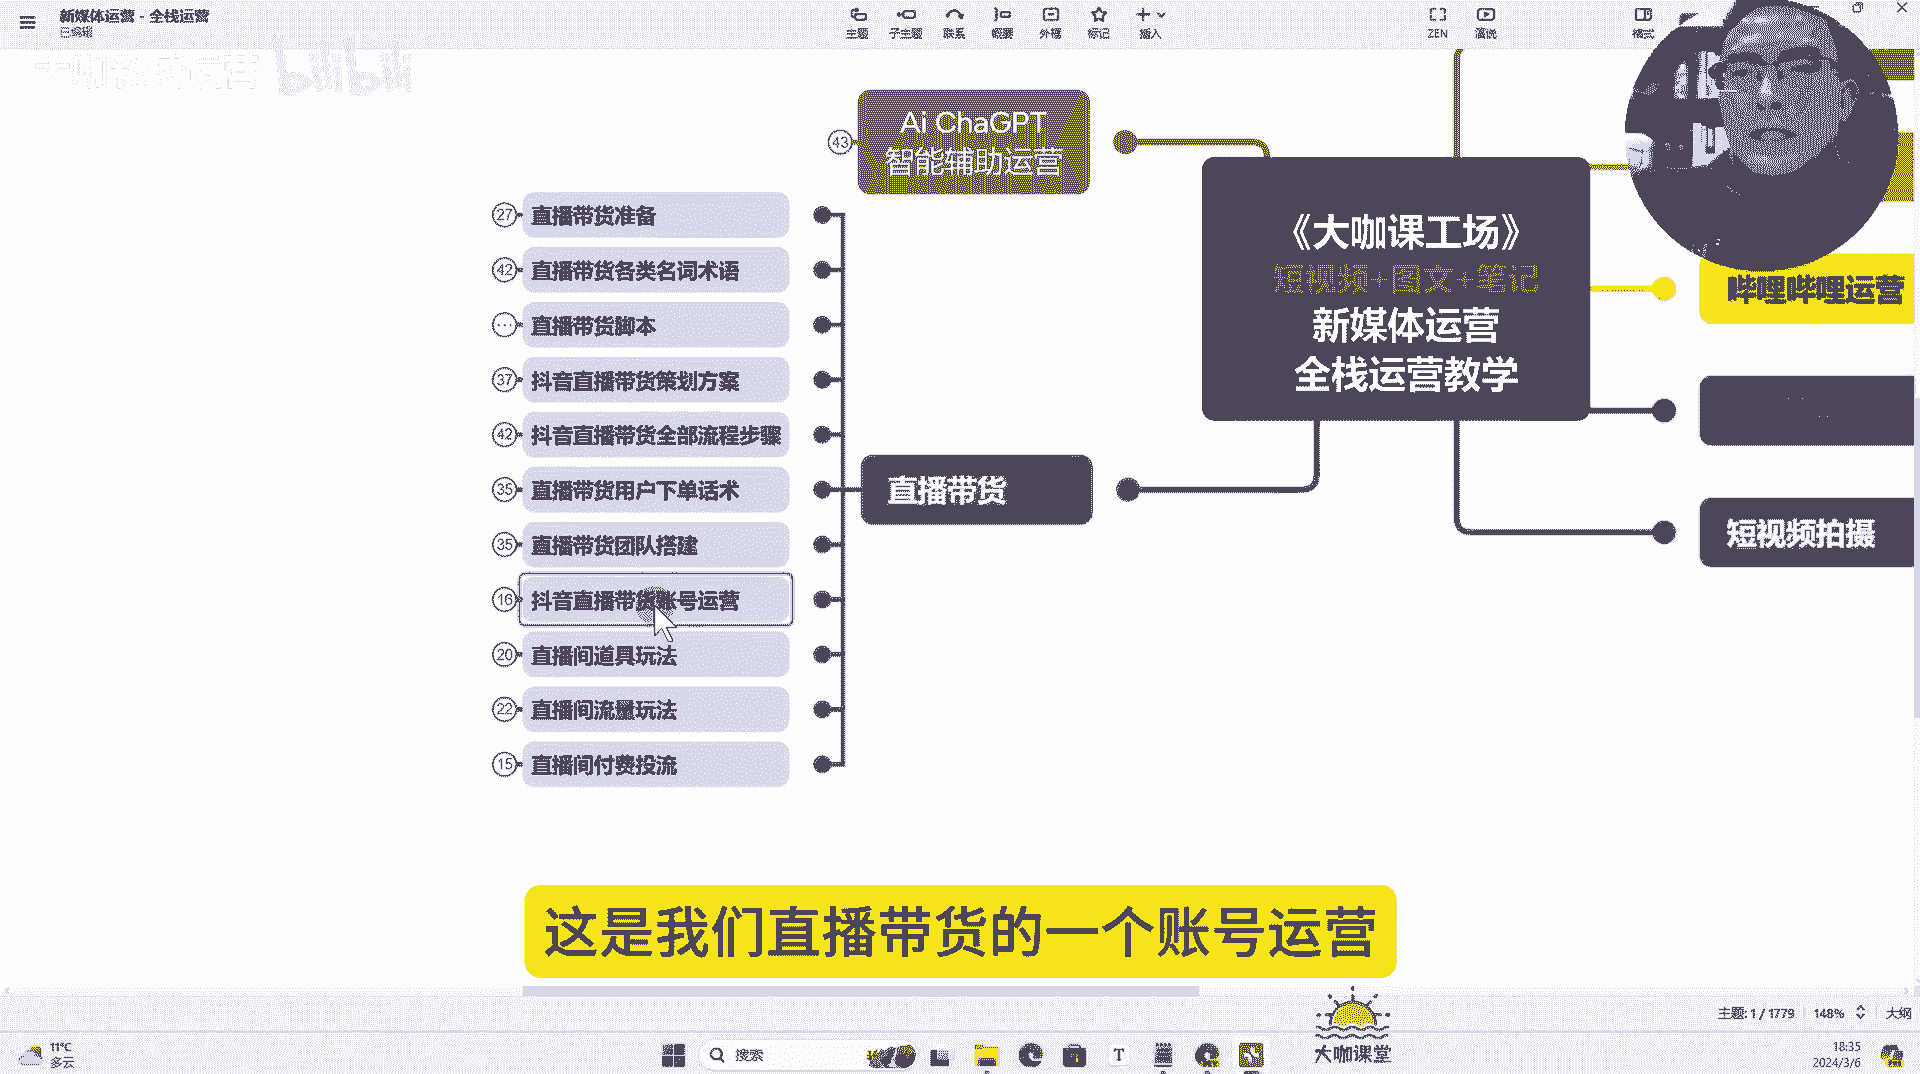 新媒体运营 - 全栈运营
已编辑
主题
子主题
联系
概要
外框
标记
插入
ZEN
演说
格式
bilibili
43
Ai ChaGPT
智能辅助运营
27
直播带货准备
42
直播带货各类名词术语
直播带货脚本
37
抖音直播带货策划方案
42
抖音直播带货全部流程步骤
35
直播带货用户下单话术
35
直播带货团队搭建
16
抖音直播带货账号运营
20
直播间道具玩法
22
直播间流量玩法
15
直播间付费投流
直播带货
《大咖课工场》
短视频+图文+笔记
新媒体运营
全栈运营教学
哔哩哔哩运营
短视频拍摄
这是我们直播带货的一个账号运营
主题: 1 / 1779
148%
大纲
大咖课堂
11°C
多云
搜索
18:35
2024/3/6